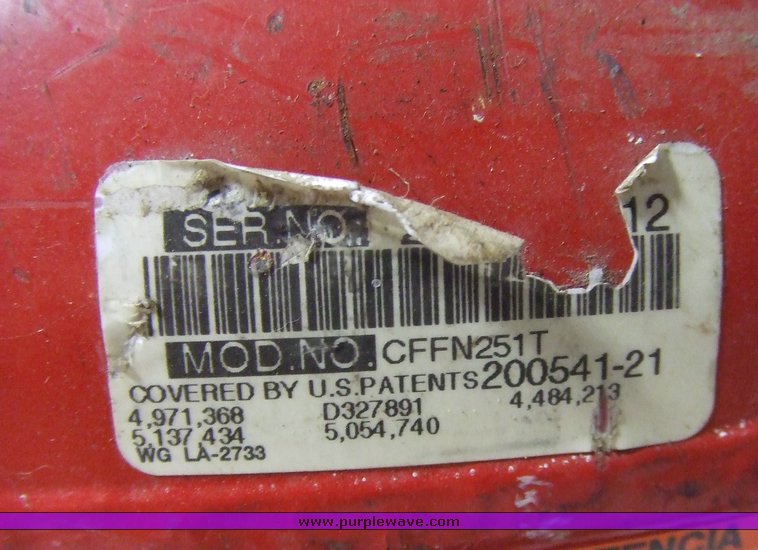 SER.NO. 2 12
MOD.NO. CFFN251T
COVERED BY U.S.PATENTS 200541-21
4,971,368 D327891 4,484,213
5,137,434 5,054,740
WG LA-2733
www.purplewave.com